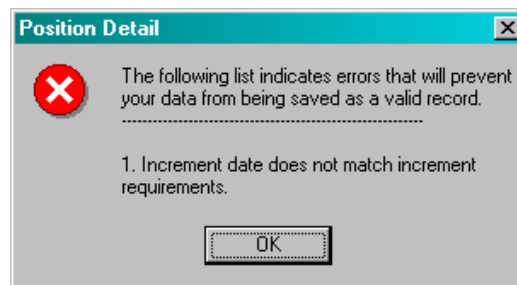 Position Detail
The following list indicates errors that will prevent
your data from being saved as a valid record.
--------------------------------------------------------
1. Increment date does not match increment
requirements.
OK